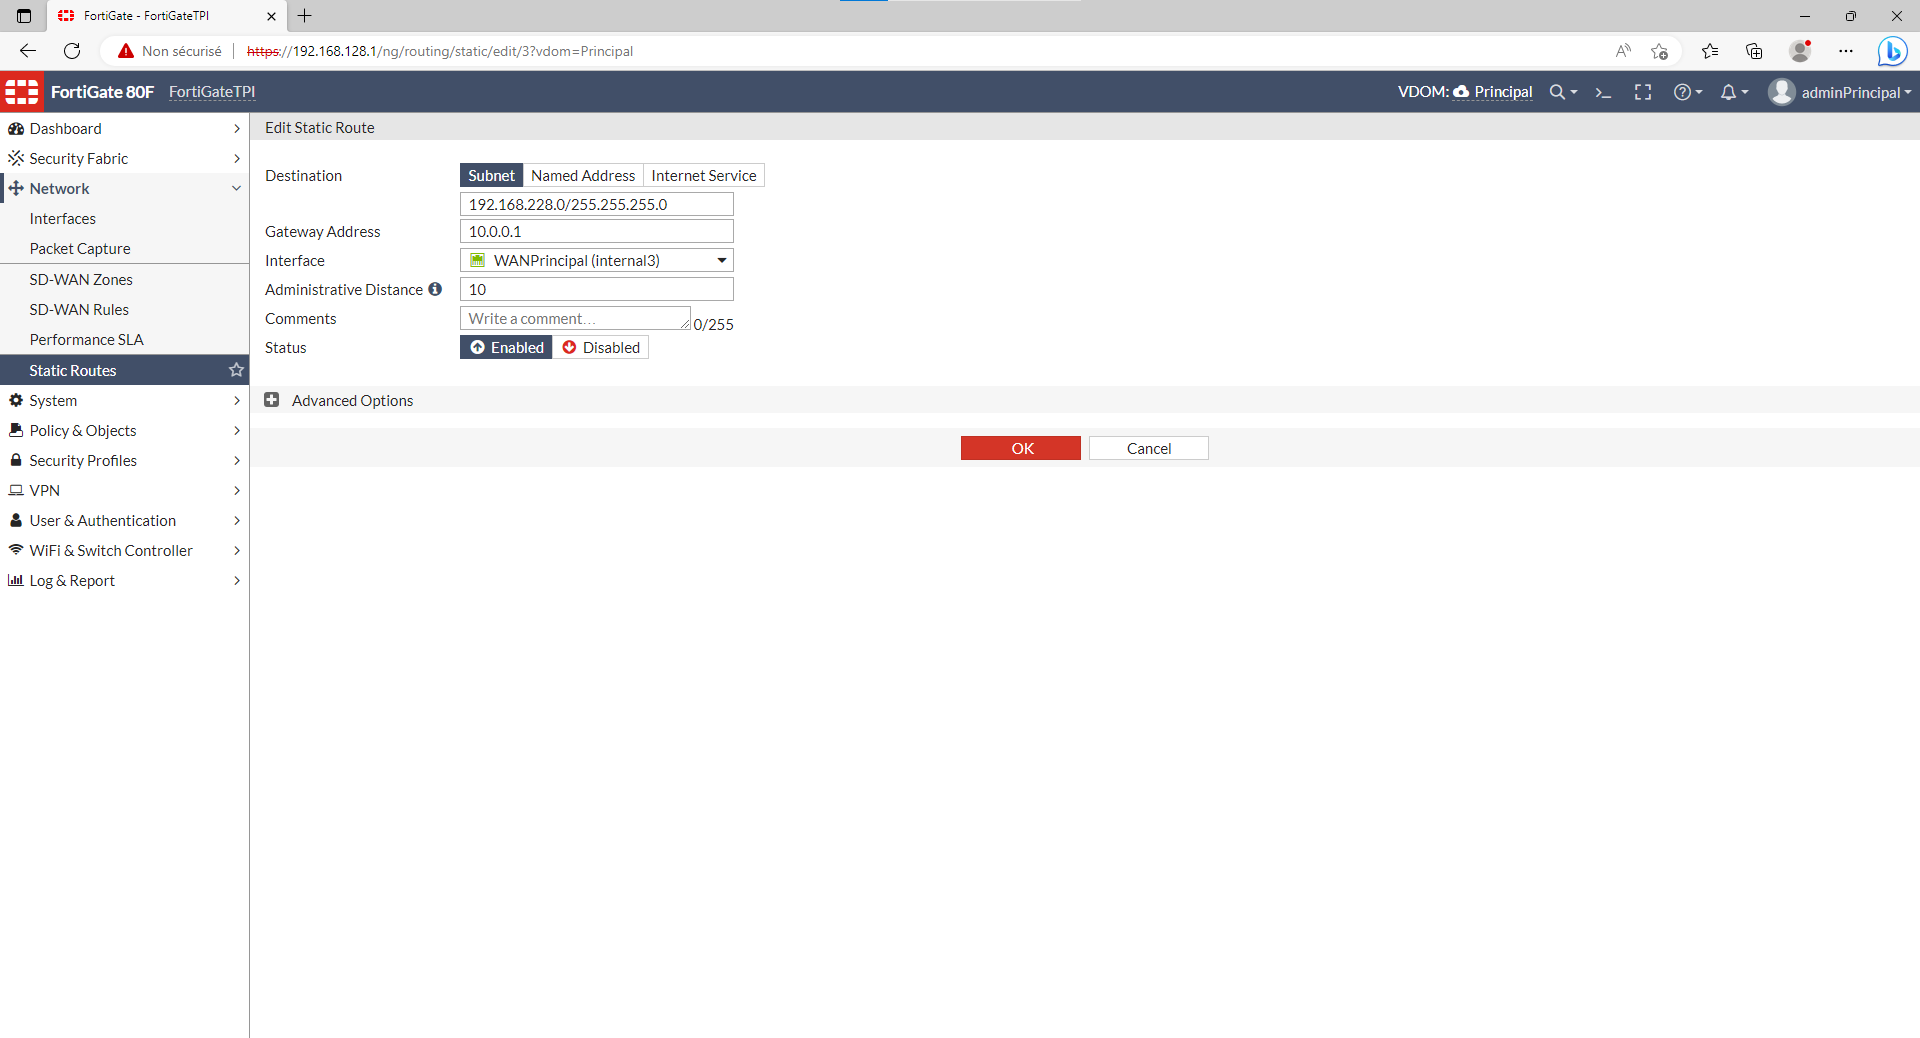 FortiGate - FortiGateTPI
Non sécurisé https://192.168.128.1/ng/routing/static/edit/3?vdom=Principal
FortiGate 80F FortiGateTPI VDOM: Principal adminPrincipal
Dashboard
Security Fabric
Network
Interfaces
Packet Capture
SD-WAN Zones
SD-WAN Rules
Performance SLA
Static Routes
System
Policy & Objects
Security Profiles
VPN
User & Authentication
WiFi & Switch Controller
Log & Report
Edit Static Route
Destination Subnet Named Address Internet Service
192.168.228.0/255.255.255.0
Gateway Address 10.0.0.1
Interface WANPrincipal (internal3)
Administrative Distance 10
Comments Write a comment... 0/255
Status Enabled Disabled
Advanced Options
OK Cancel